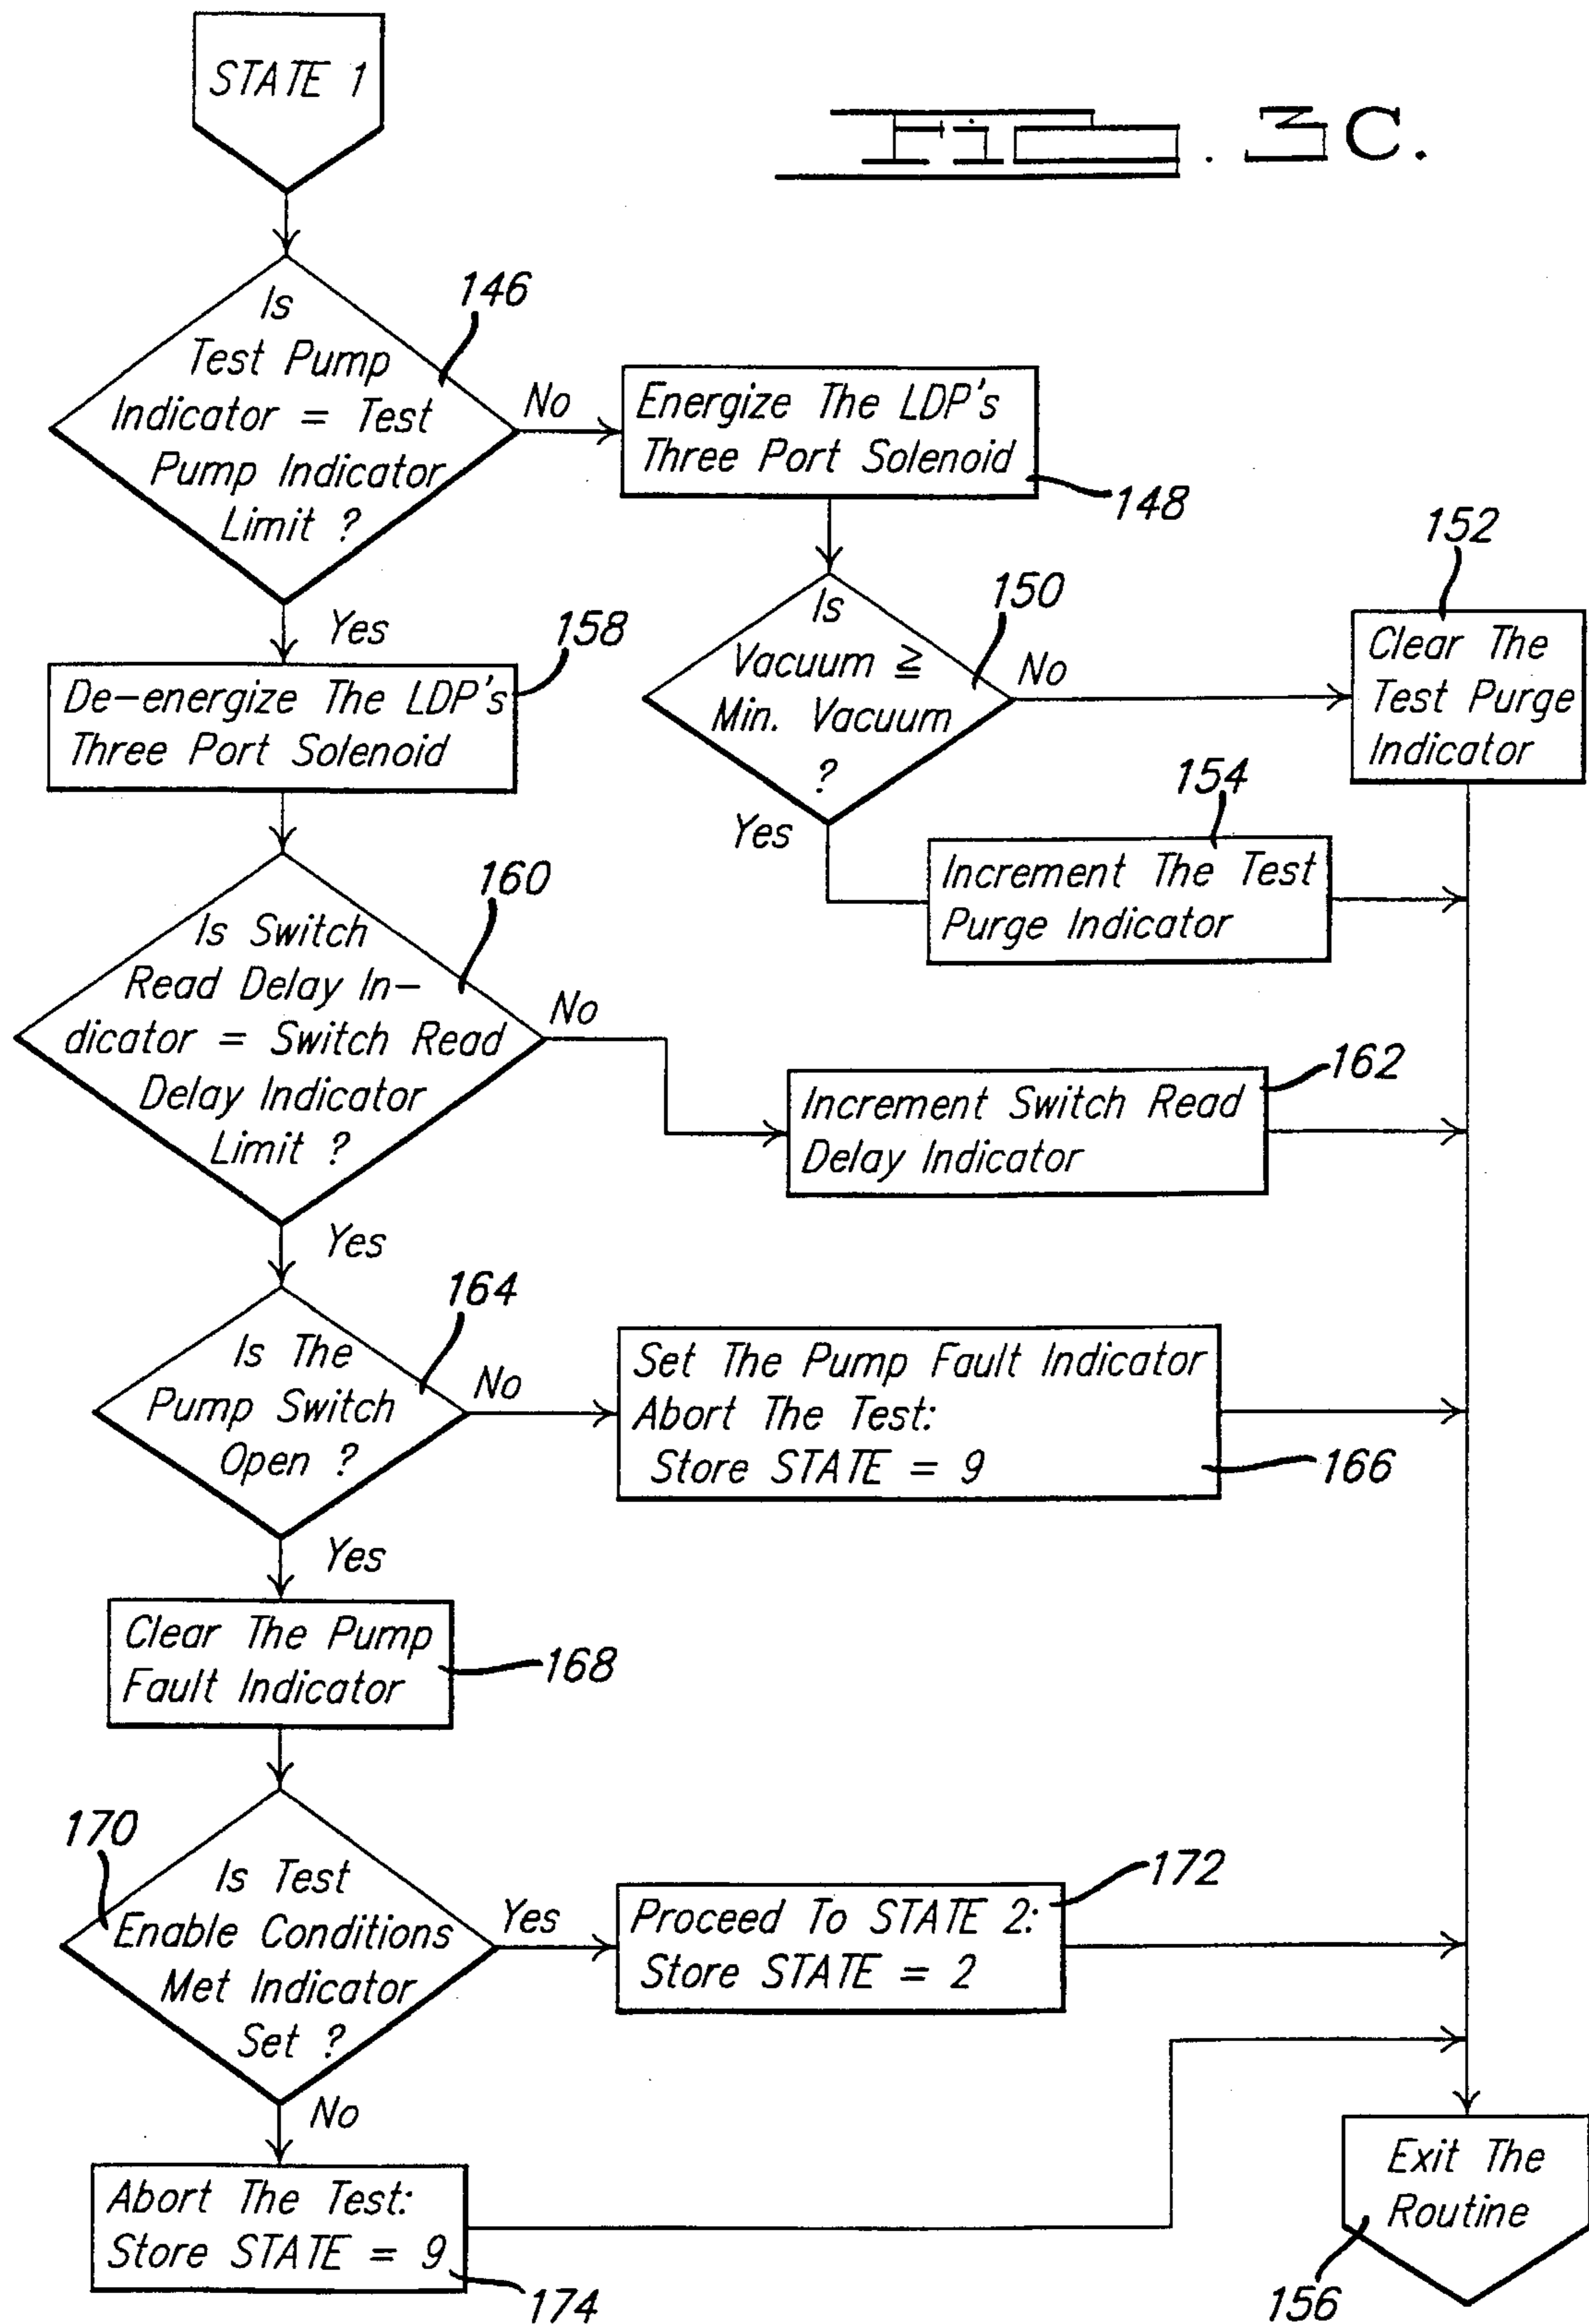 STATE 1
FIG. 3C.
Is
Test Pump
Indicator = Test
Pump Indicator
Limit ?
146
No
Energize The LDP's
Three Port Solenoid
148
Yes
158
De-energize The LDP's
Three Port Solenoid
Is
Vacuum ≧
Min. Vacuum
?
150
No
152
Clear The
Test Purge
Indicator
Yes
154
Increment The Test
Purge Indicator
160
Is Switch
Read Delay In-
dicator = Switch Read
Delay Indicator
Limit ?
No
162
Increment Switch Read
Delay Indicator
Yes
164
Is The
Pump Switch
Open ?
No
Set The Pump Fault Indicator
Abort The Test:
Store STATE = 9
166
Yes
Clear The Pump
Fault Indicator
168
170
Is Test
Enable Conditions
Met Indicator
Set ?
Yes
172
Proceed To STATE 2:
Store STATE = 2
No
Abort The Test:
Store STATE = 9
174
Exit The
Routine
156